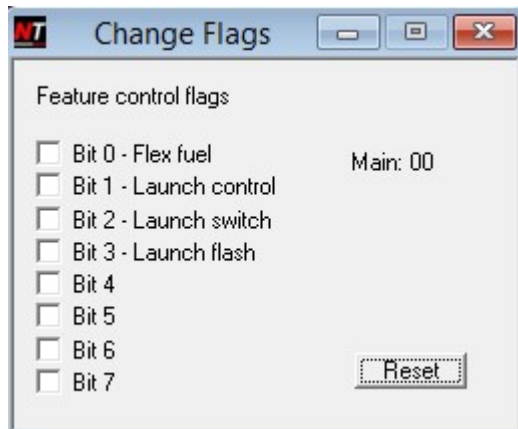 NT Change Flags
Feature control flags
Bit 0 - Flex fuel
Main: 00
Bit 1 - Launch control
Bit 2 - Launch switch
Bit 3 - Launch flash
Bit 4
Bit 5
Bit 6
Bit 7
Reset